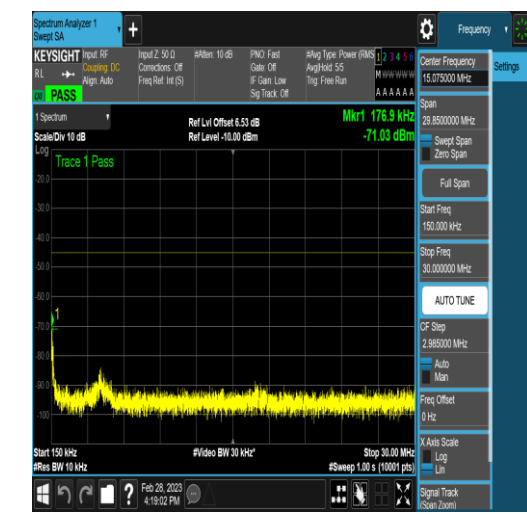 Spectrum Analyzer 1
Swept SA
Frequency
KEYSIGHT
RL
PASS
Input: RF
Coupling: DC
Align: Auto
Input Z: 50 Ω
Corrections: Off
Freq Ref: Int (S)
#Atten: 10 dB
PNO: Fast
Gate: Off
IF Gain: Low
Sig Track: Off
#Avg Type: Power (RMS
Avg|Hold: 5/5
Trig: Free Run
1 2 3 4 5 6
M W W W W W
A A A A A A
1 Spectrum
Scale/Div 10 dB
Log
Ref Lvl Offset 6.53 dB
Ref Level -10.00 dBm
Mkr1 176.9 kHz
-71.03 dBm
Trace 1 Pass
-20.0
-30.0
-40.0
-50.0
-60.0
-70.0
-80.0
-90.0
-100
1
Start 150 kHz
#Res BW 10 kHz
#Video BW 30 kHz*
Stop 30.00 MHz
#Sweep 1.00 s (10001 pts)
Feb 28, 2023
4:19:02 PM
Settings
Center Frequency
15.075000 MHz
Span
29.8500000 MHz
Swept Span
Zero Span
Full Span
Start Freq
150.000 kHz
Stop Freq
30.000000 MHz
AUTO TUNE
CF Step
2.985000 MHz
Auto
Man
Freq Offset
0 Hz
X Axis Scale
Log
Lin
Signal Track
(Span Zoom)